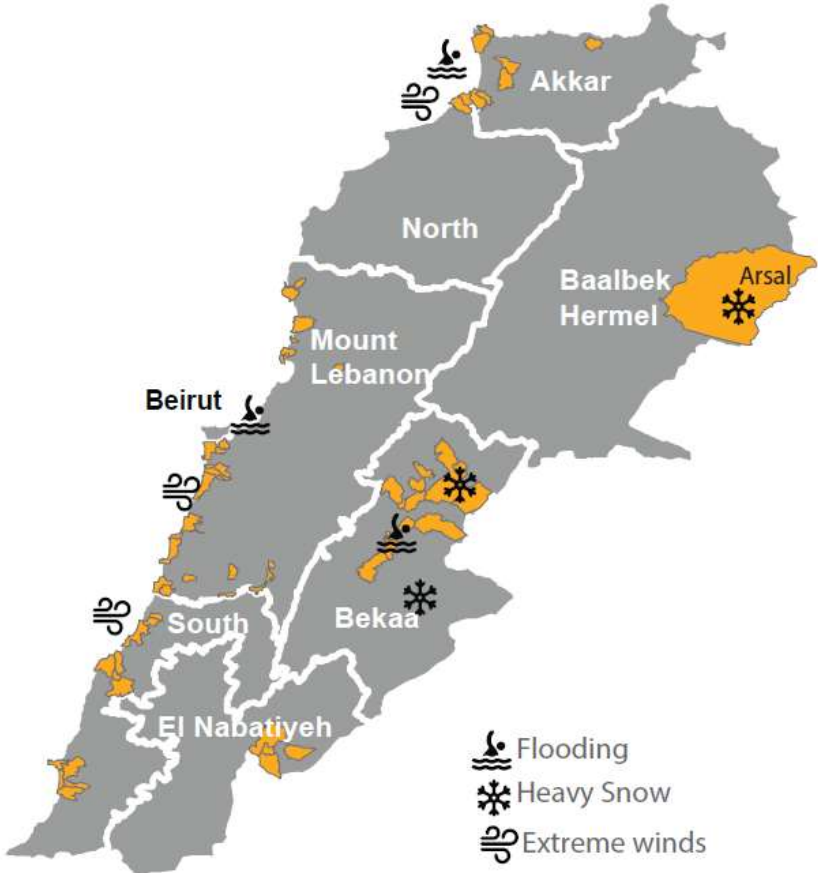 Akkar
North
Baalbek
Hermel
Arsal
Mount
Lebanon
Beirut
South
Bekaa
El Nabatiyeh
Flooding
Heavy Snow
Extreme winds